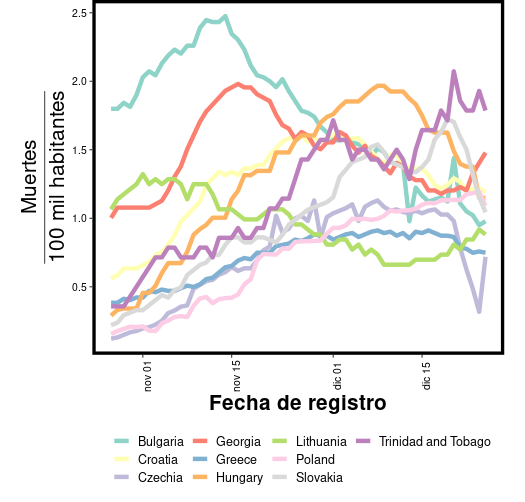 2.5
2.0
1.5
1.0
0.5
Muertes
100 mil habitantes
nov 01
nov 15
dic 01
dic 15
Fecha de registro
Bulgaria Georgia Lithuania Trinidad and Tobago
Croatia Greece Poland
Czechia Hungary Slovakia